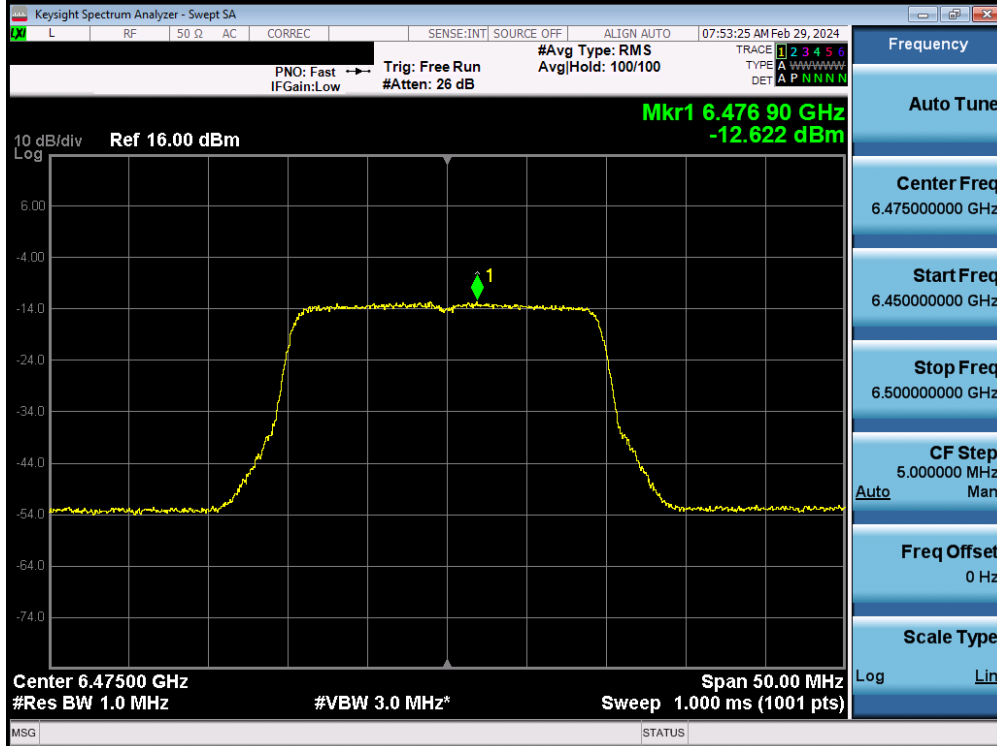 Keysight Spectrum Analyzer - Swept SA
LXI L RF 50 Ω AC CORREC SENSE:INT SOURCE OFF ALIGN AUTO 07:53:25 AM Feb 29, 2024
PNO: Fast
IFGain:Low
Trig: Free Run
#Atten: 26 dB
#Avg Type: RMS
Avg|Hold: 100/100
TRACE 1 2 3 4 5 6
TYPE A WWWWW
DET A P N N N N
Mkr1 6.476 90 GHz
-12.622 dBm
10 dB/div Ref 16.00 dBm
Log
6.00
-4.00
-14.0
-24.0
-34.0
-44.0
-54.0
-64.0
-74.0
1
Center 6.47500 GHz Span 50.00 MHz
#Res BW 1.0 MHz #VBW 3.0 MHz* Sweep 1.000 ms (1001 pts)
MSG STATUS
Frequency
Auto Tune
Center Freq
6.475000000 GHz
Start Freq
6.450000000 GHz
Stop Freq
6.500000000 GHz
CF Step
5.000000 MHz
Auto Man
Freq Offset
0 Hz
Scale Type
Log Lin